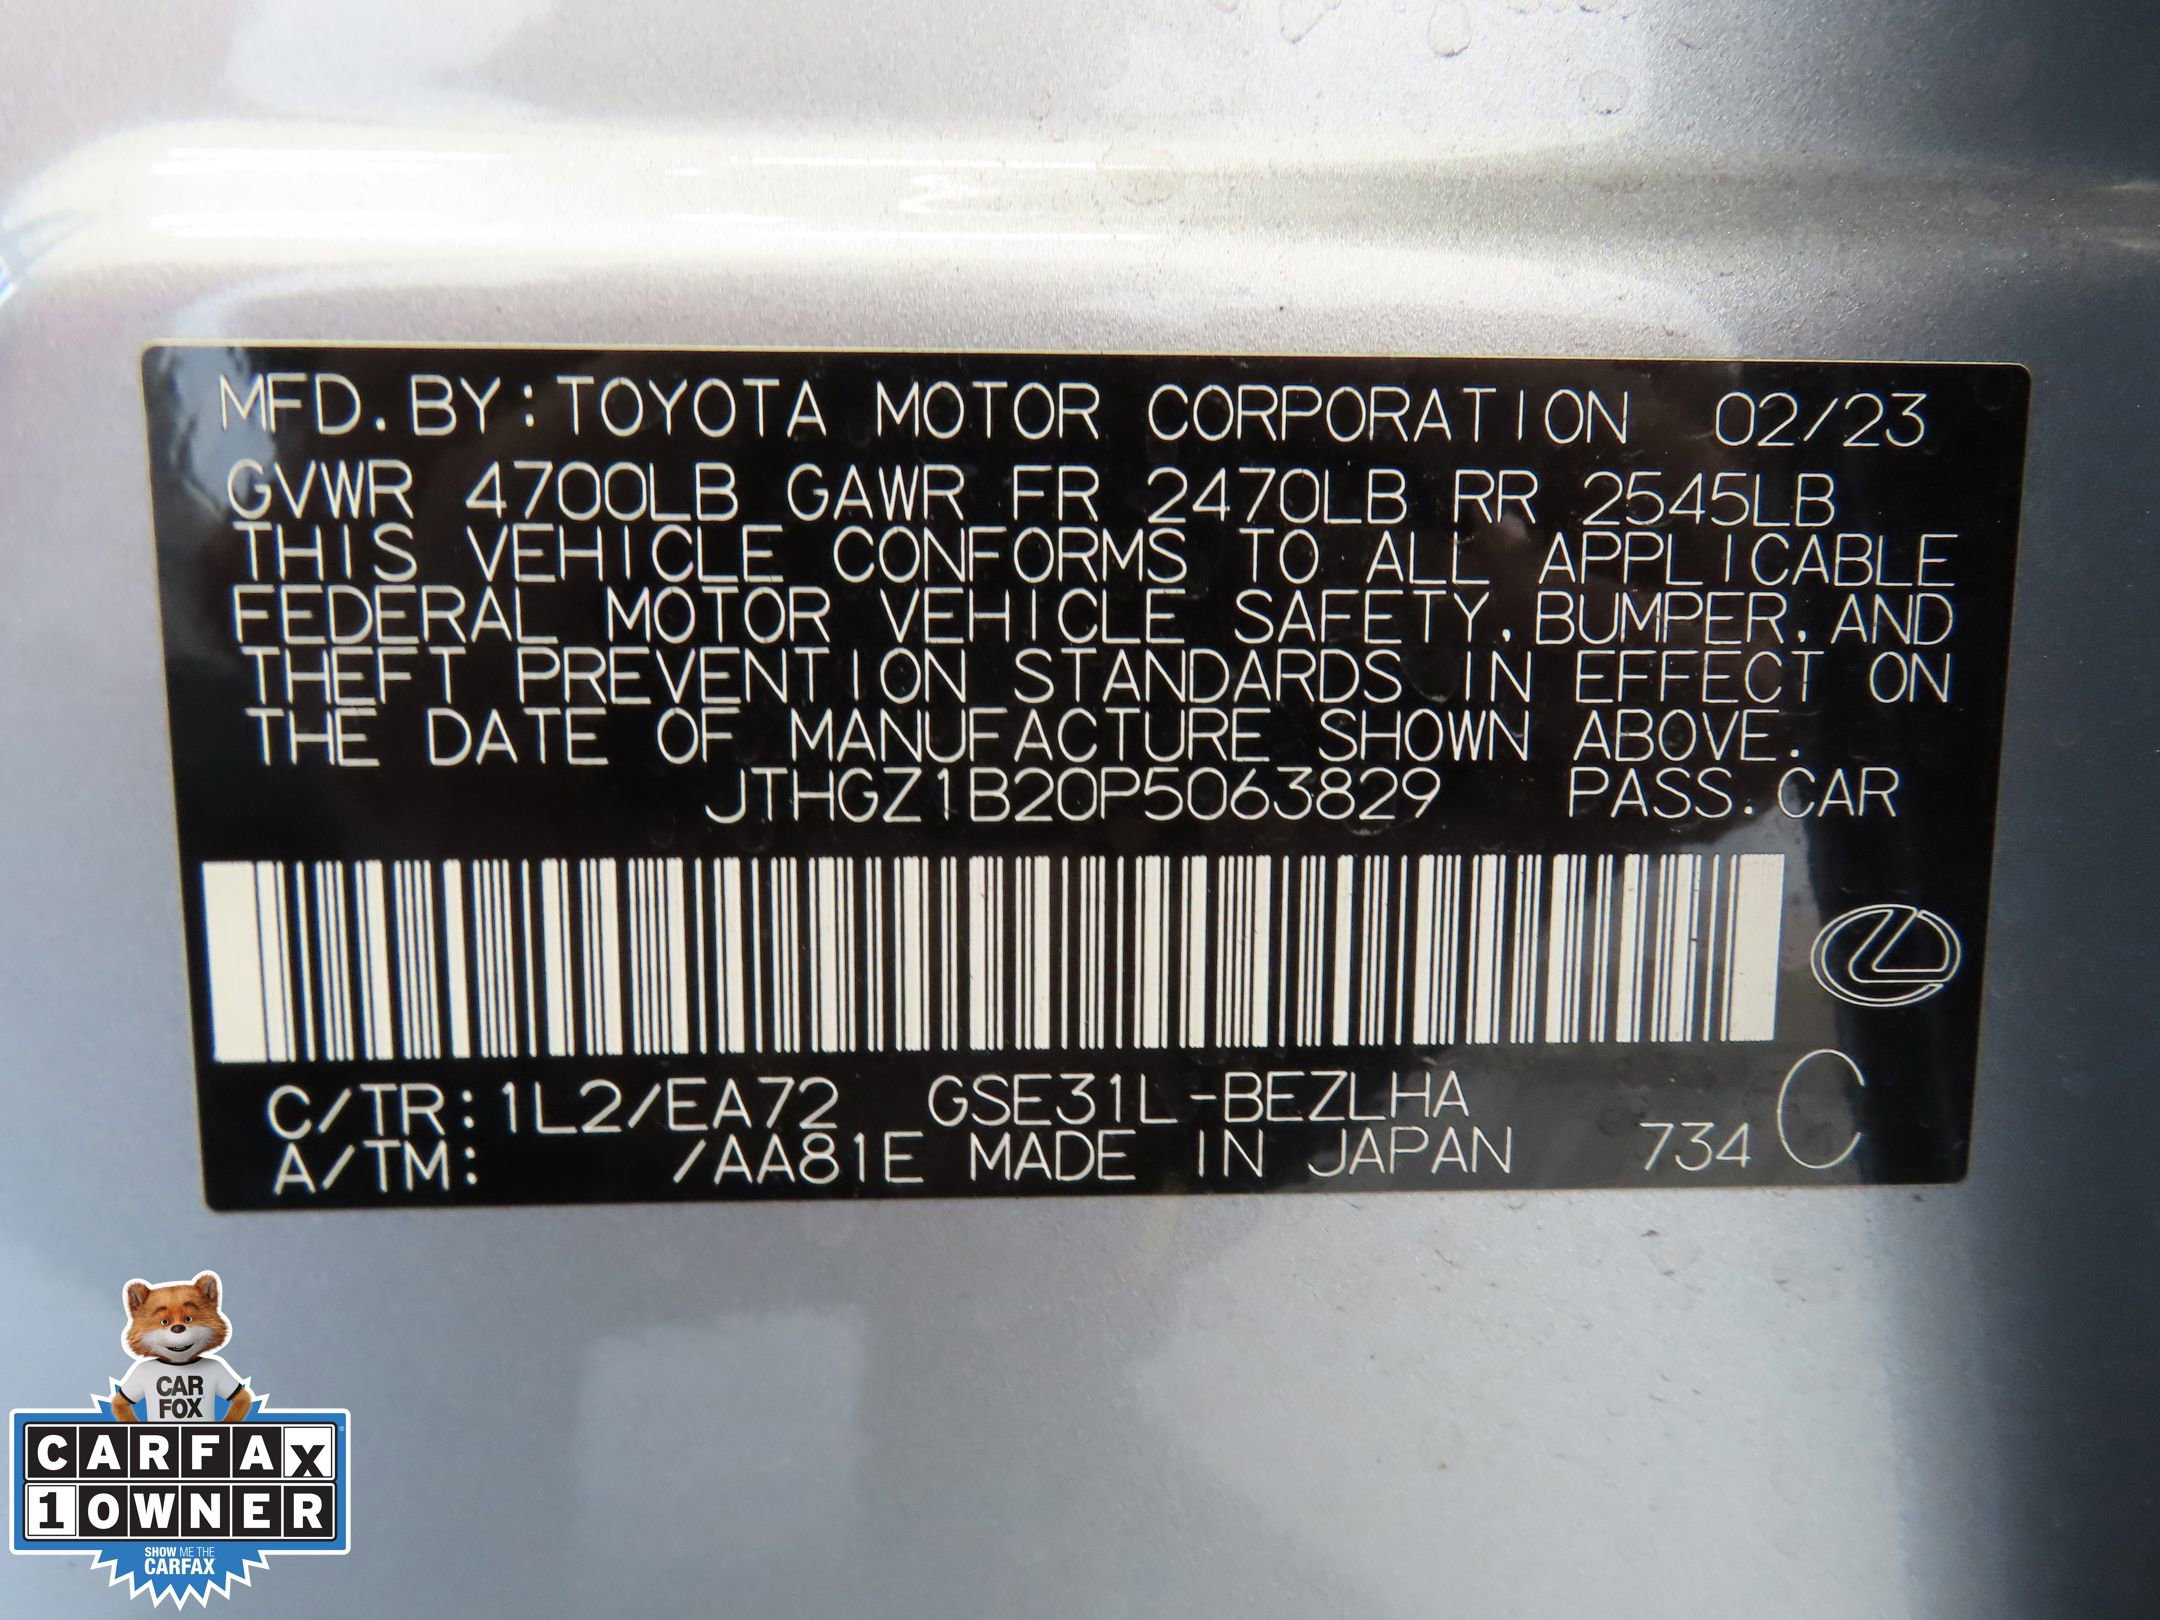 MFD.BY:TOYOTA MOTOR CORPORATION 02/23
GVWR 4700LB GAWR FR 2470LB RR 2545LB
THIS VEHICLE CONFORMS TO ALL APPLICABLE
FEDERAL MOTOR VEHICLE SAFETY,BUMPER,AND
THEFT PREVENTION STANDARDS IN EFFECT ON
THE DATE OF MANUFACTURE SHOWN ABOVE.
JTHGZ1B20P5063829 PASS.CAR
C/TR:1L2/EA72 GSE31L-BEZLHA
A/TM: /AA81E MADE IN JAPAN 734 C
CAR
FOX
CARFAX
1 OWNER
SHOW ME THE
CARFAX